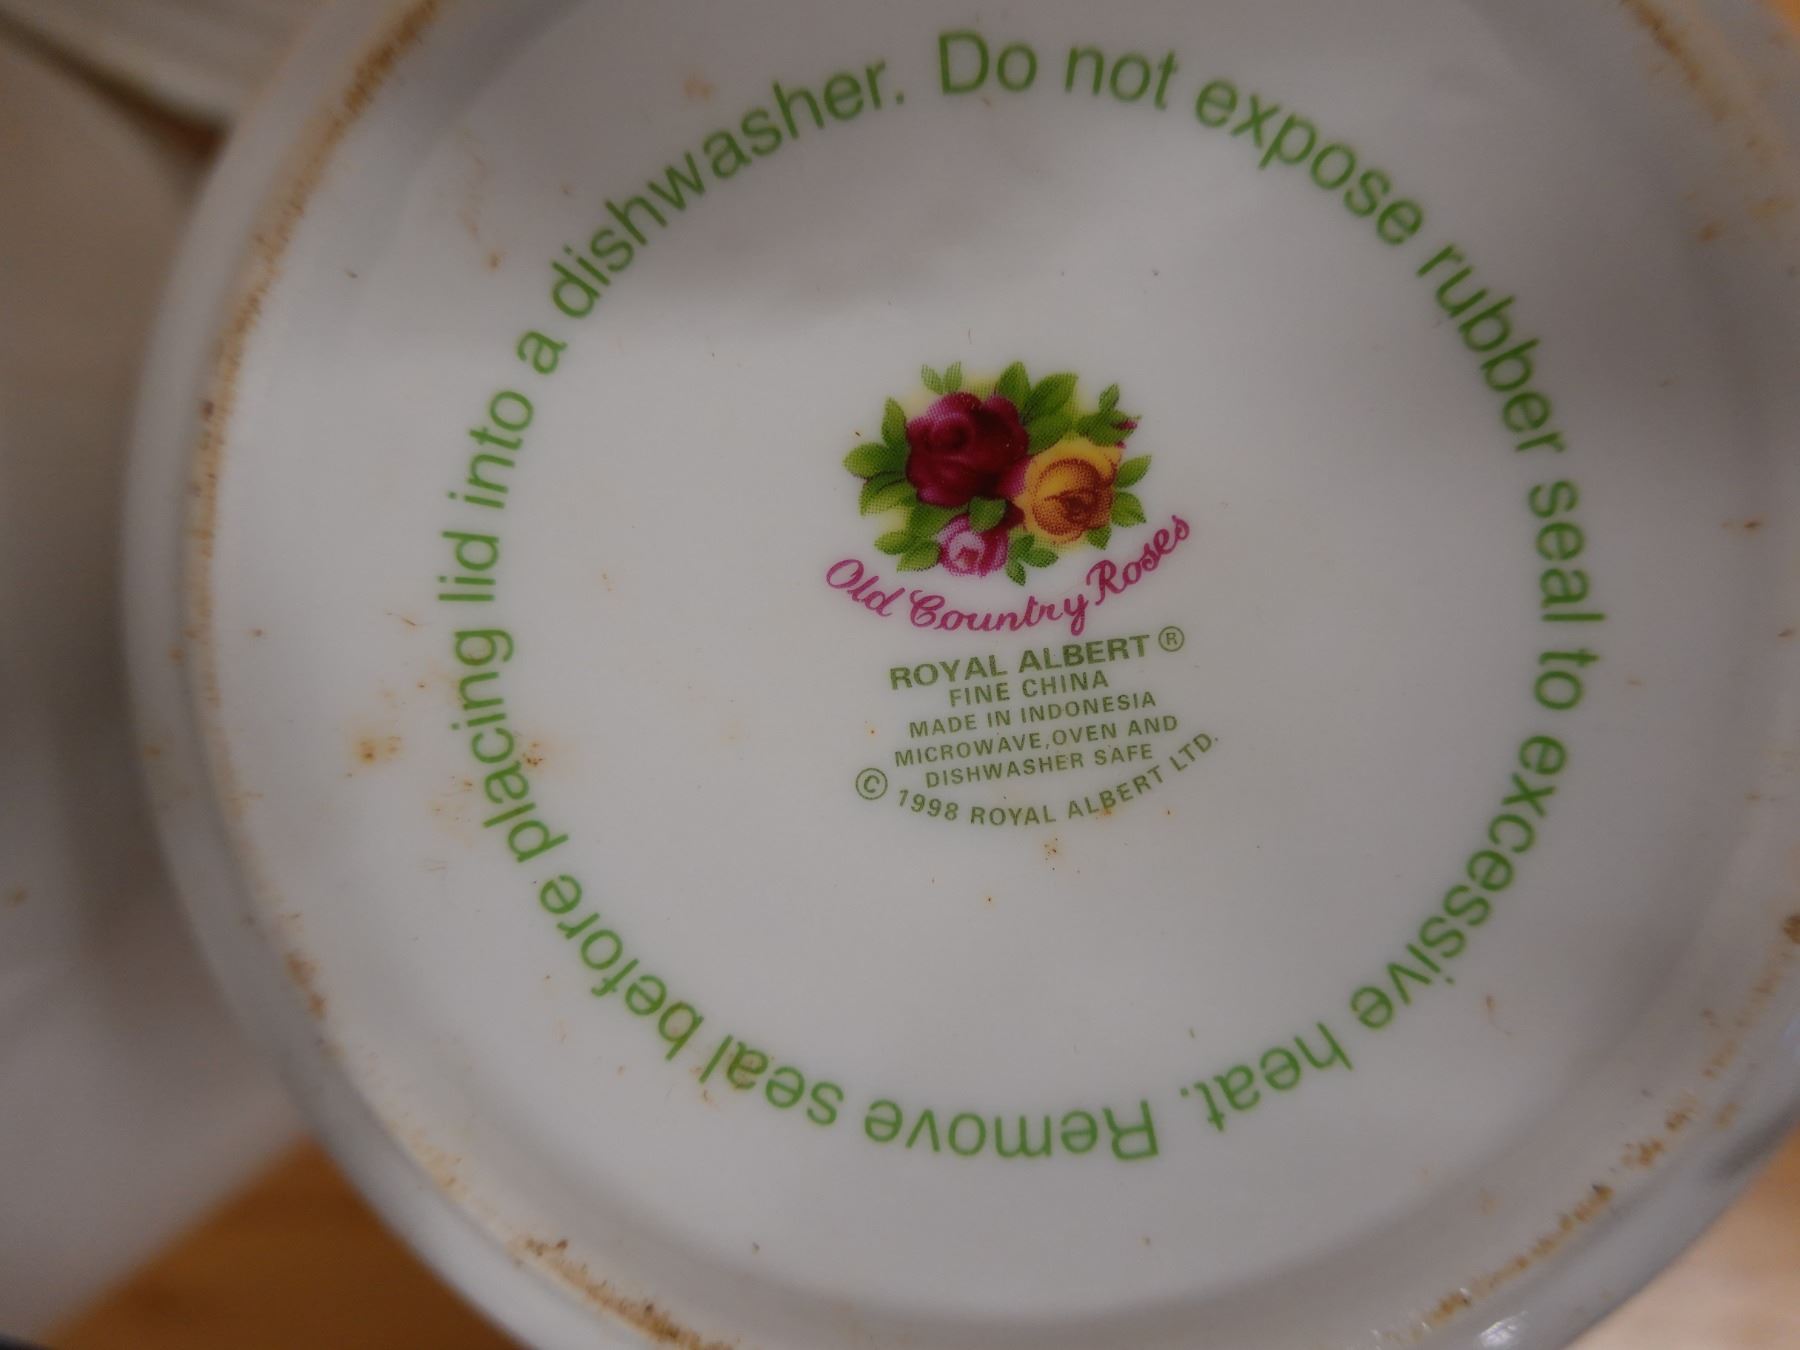 Do not expose rubber seal to excessive heat. Remove seal before placing lid into a dishwasher.
Old Country Roses
ROYAL ALBERT ®
FINE CHINA
MADE IN INDONESIA
MICROWAVE,OVEN AND
DISHWASHER SAFE
© 1998 ROYAL ALBERT LTD.